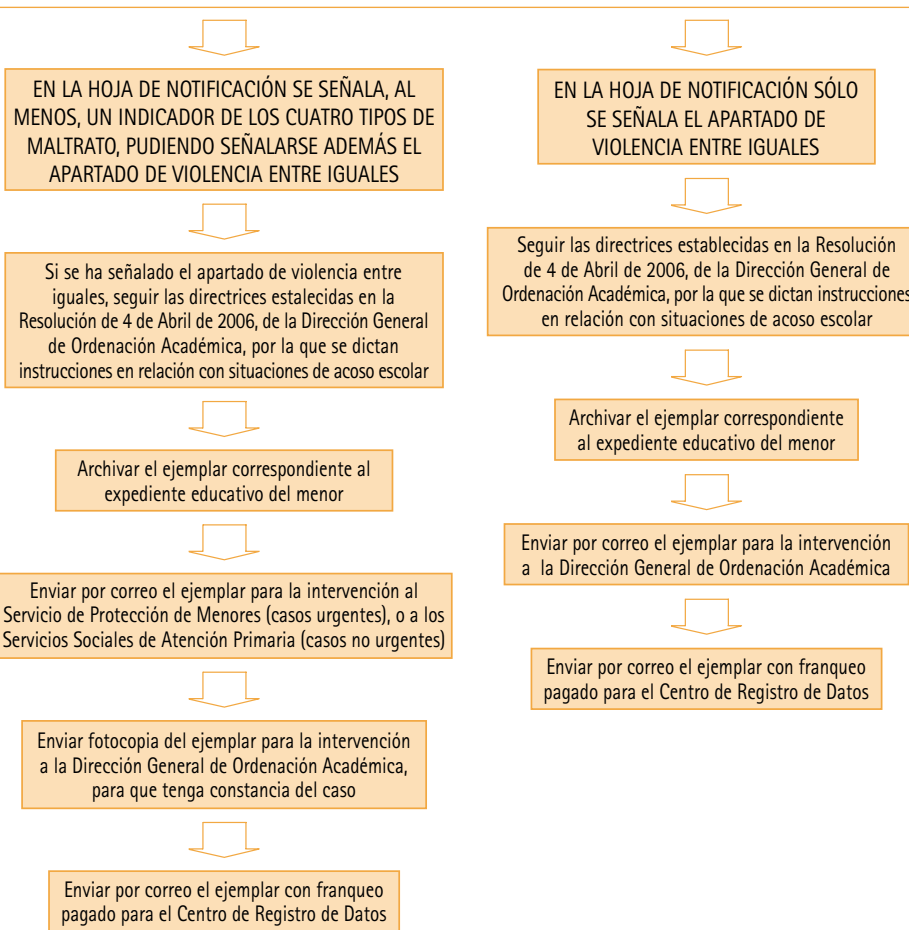 EN LA HOJA DE NOTIFICACIÓN SE SEÑALA, AL
MENOS, UN INDICADOR DE LOS CUATRO TIPOS DE
MALTRATO, PUDIENDO SEÑALARSE ADEMÁS EL
APARTADO DE VIOLENCIA ENTRE IGUALES
Si se ha señalado el apartado de violencia entre
iguales, seguir las directrices estalecidas en la
Resolución de 4 de Abril de 2006, de la Dirección General
de Ordenación Académica, por la que se dictan
instrucciones en relación con situaciones de acoso escolar
Archivar el ejemplar correspondiente al
expediente educativo del menor
Enviar por correo el ejemplar para la intervención al
Servicio de Protección de Menores (casos urgentes), o a los
Servicios Sociales de Atención Primaria (casos no urgentes)
Enviar fotocopia del ejemplar para la intervención
a la Dirección General de Ordenación Académica,
para que tenga constancia del caso
Enviar por correo el ejemplar con franqueo
pagado para el Centro de Registro de Datos
EN LA HOJA DE NOTIFICACIÓN SÓLO
SE SEÑALA EL APARTADO DE
VIOLENCIA ENTRE IGUALES
Seguir las directrices establecidas en la Resolución
de 4 de Abril de 2006, de la Dirección General de
Ordenación Académica, por la que se dictan instrucciones
en relación con situaciones de acoso escolar
Archivar el ejemplar correspondiente
al expediente educativo del menor
Enviar por correo el ejemplar para la intervención
a la Dirección General de Ordenación Académica
Enviar por correo el ejemplar con franqueo
pagado para el Centro de Registro de Datos